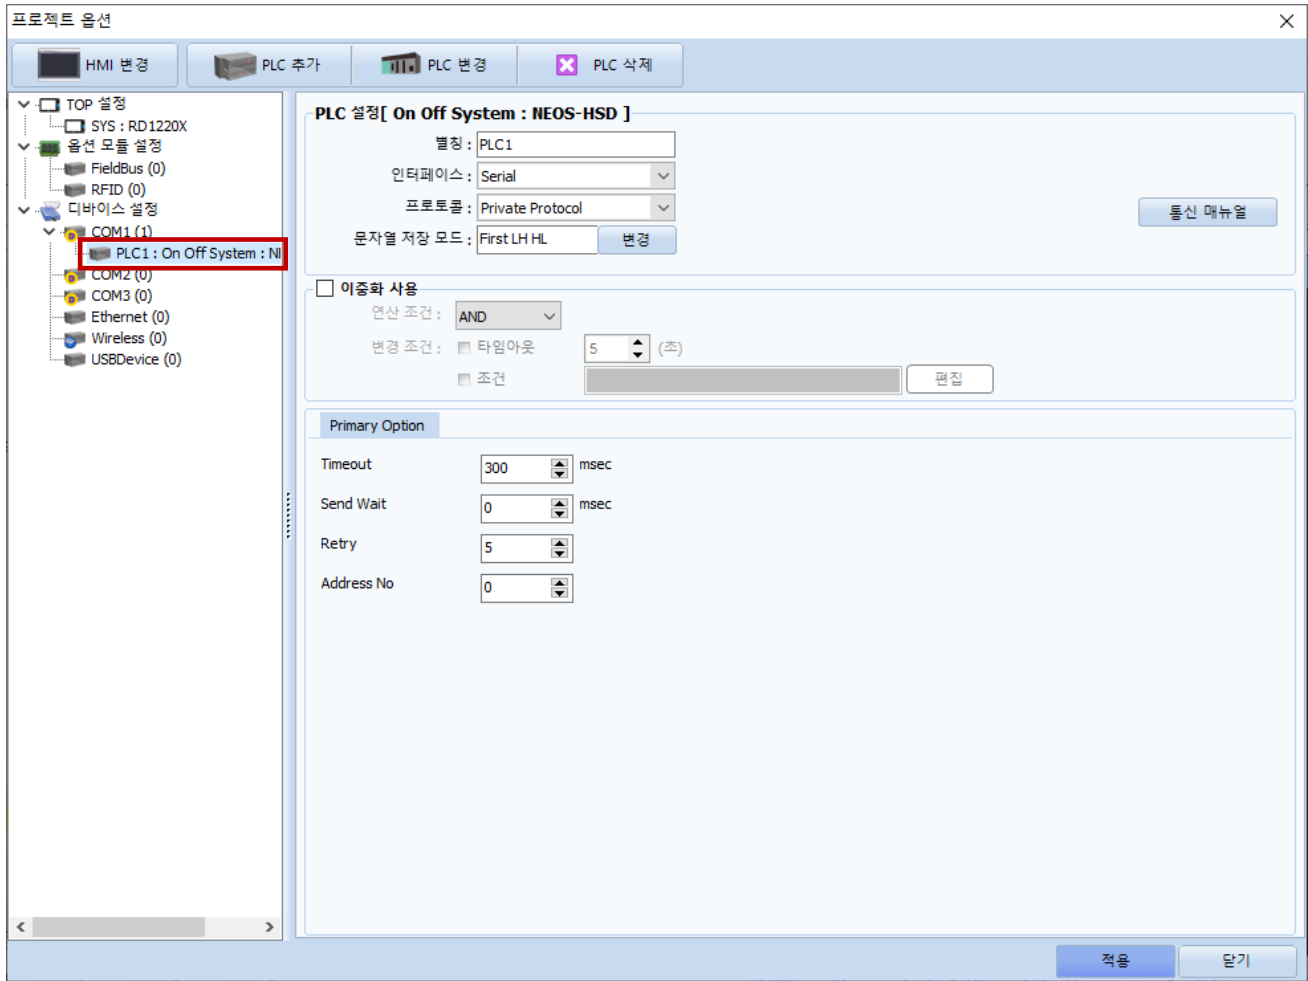 프로젝트 옵션
HMI 변경
PLC 추가
PLC 변경
PLC 삭제
TOP 설정
SYS : RD1220X
옵션 모듈 설정
FieldBus (0)
RFID (0)
디바이스 설정
COM1 (1)
PLC1 : On Off System : NE
COM2 (0)
COM3 (0)
Ethernet (0)
Wireless (0)
USBDevice (0)
PLC 설정[ On Off System : NEOS-HSD ]
별칭 : PLC1
인터페이스 : Serial
프로토콜 : Private Protocol
통신 매뉴얼
문자열 저장 모드 : First LH HL 변경
이중화 사용
연산 조건 : AND
변경 조건 : 타임아웃 5 (초)
조건 편집
Primary Option
Timeout 300 msec
Send Wait 0 msec
Retry 5
Address No 0
적용
닫기